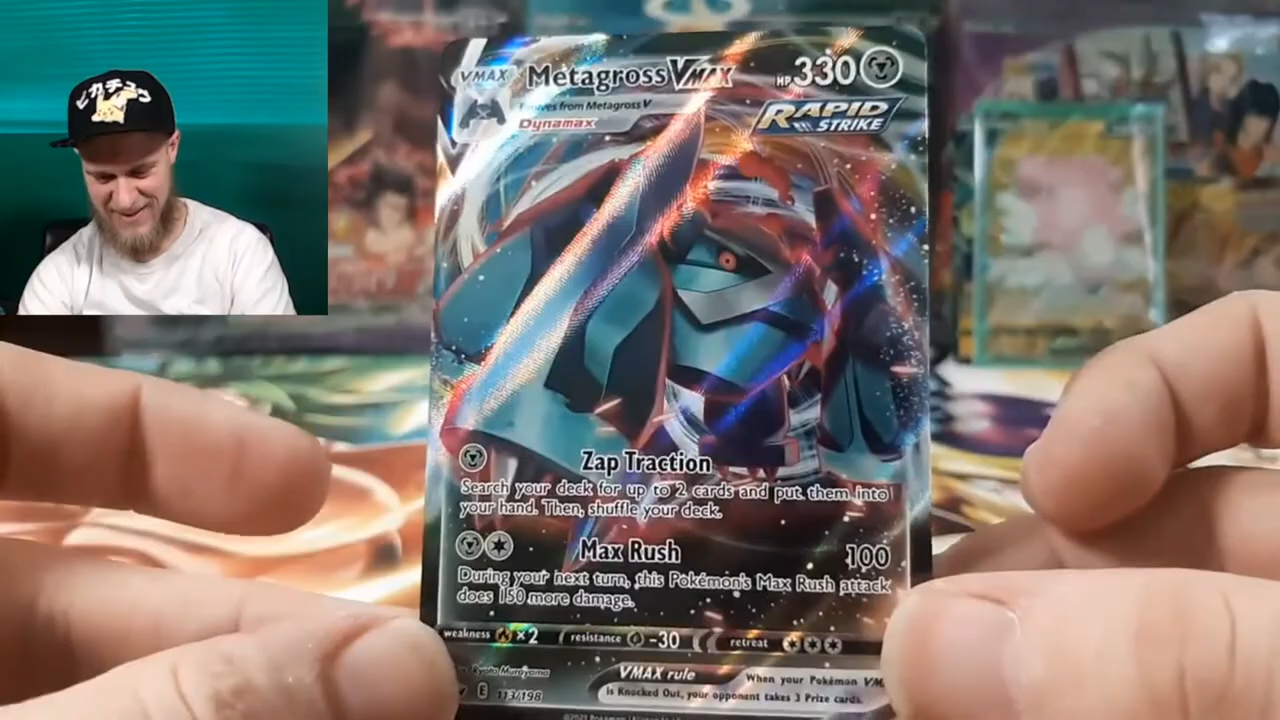 ピカチュウ
VMAX Metagross VMAX HP 330
Evolves from Metagross V
Dynamax
RAPID STRIKE
Zap Traction
Search your deck for up to 2 cards and put them into
your hand. Then, shuffle your deck.
Max Rush 100
During your next turn, this Pokémon's Max Rush attack
does 150 more damage.
weakness ×2 resistance -30 retreat
Ryota Murayama
VMAX rule When your Pokémon VM
is Knocked Out, your opponent takes 3 Prize cards.
E 113/198